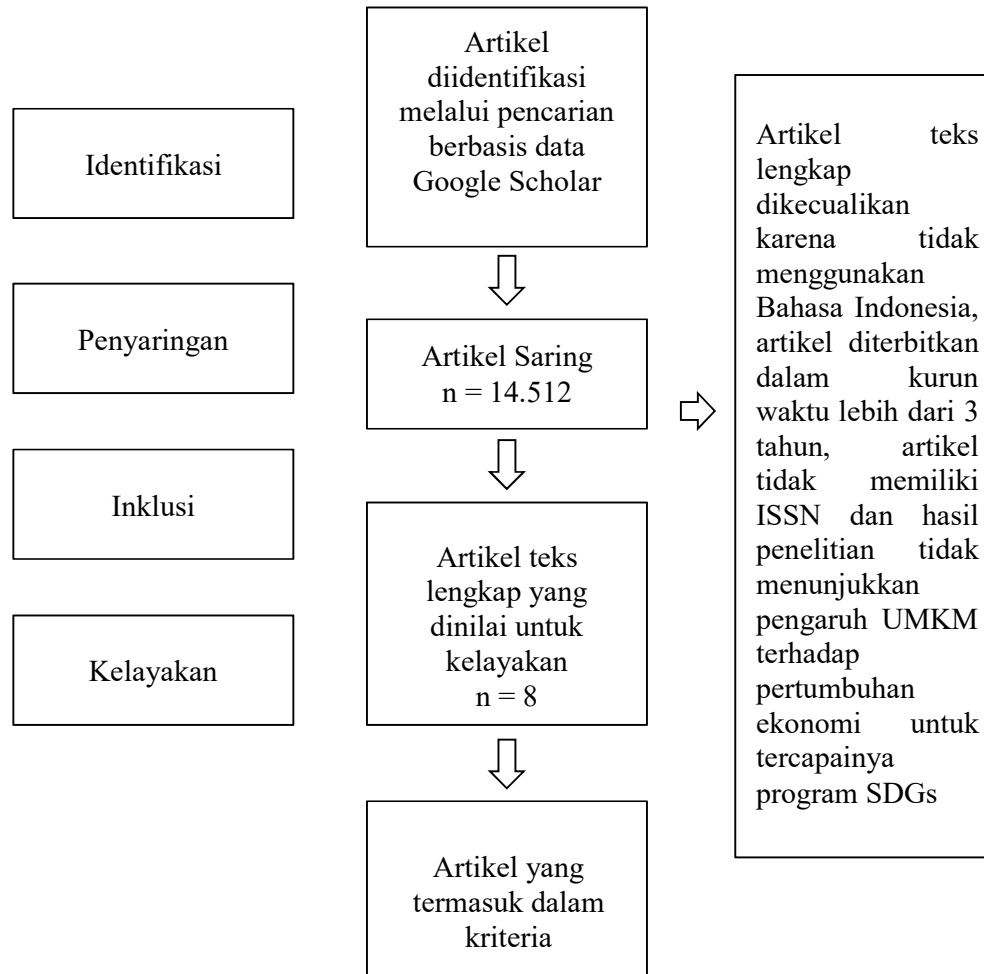 Identifikasi
Penyaringan
Inklusi
Kelayakan
Artikel
diidentifikasi
melalui pencarian
berbasis data
Google Scholar
Artikel Saring
n = 14.512
Artikel teks
lengkap yang
dinilai untuk
kelayakan
n = 8
Artikel yang
termasuk dalam
kriteria
Artikel teks
lengkap
dikecualikan
karena tidak
menggunakan
Bahasa Indonesia,
artikel diterbitkan
dalam kurun
waktu lebih dari 3
tahun, artikel
tidak memiliki
ISSN dan hasil
penelitian tidak
menunjukkan
pengaruh UMKM
terhadap
pertumbuhan
ekonomi untuk
tercapainya
program SDGs